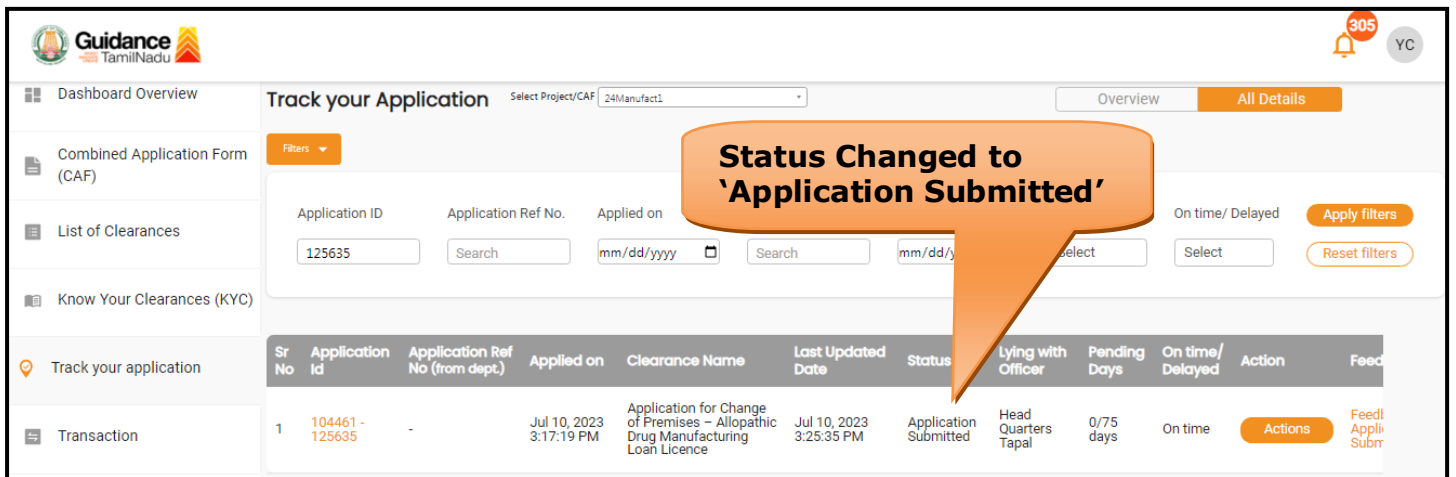 Guidance
TamilNadu
305
YC
Dashboard Overview
Track your Application
Select Project/CAF
24Manufact1
Overview
All Details
Combined Application Form
(CAF)
Filters
Status Changed to
‘Application Submitted’
List of Clearances
Application ID
Application Ref No.
Applied on
On time/ Delayed
Apply filters
125635
Search
mm/dd/yyyy
Search
mm/dd/y
Select
Reset filters
Know Your Clearances (KYC)
Track your application
Sr No
Application Id
Application Ref No (from dept.)
Applied on
Clearance Name
Last Updated Date
Status
Lying with Officer
Pending Days
On time/ Delayed
Action
Feed
Transaction
1
104461 -
125635
-
Jul 10, 2023
3:17:19 PM
Application for Change
of Premises – Allopathic
Drug Manufacturing
Loan Licence
Jul 10, 2023
3:25:35 PM
Application
Submitted
Head
Quarters
Tapal
0/75
days
On time
Actions
Appli
Subm